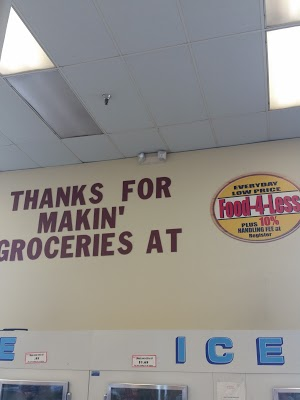 THANKS FOR
MAKIN'
GROCERIES AT
EVERYDAY
LOW PRICE
Food-4-Less
PLUS 10%
HANDLING FEE at
Register
E
ICE